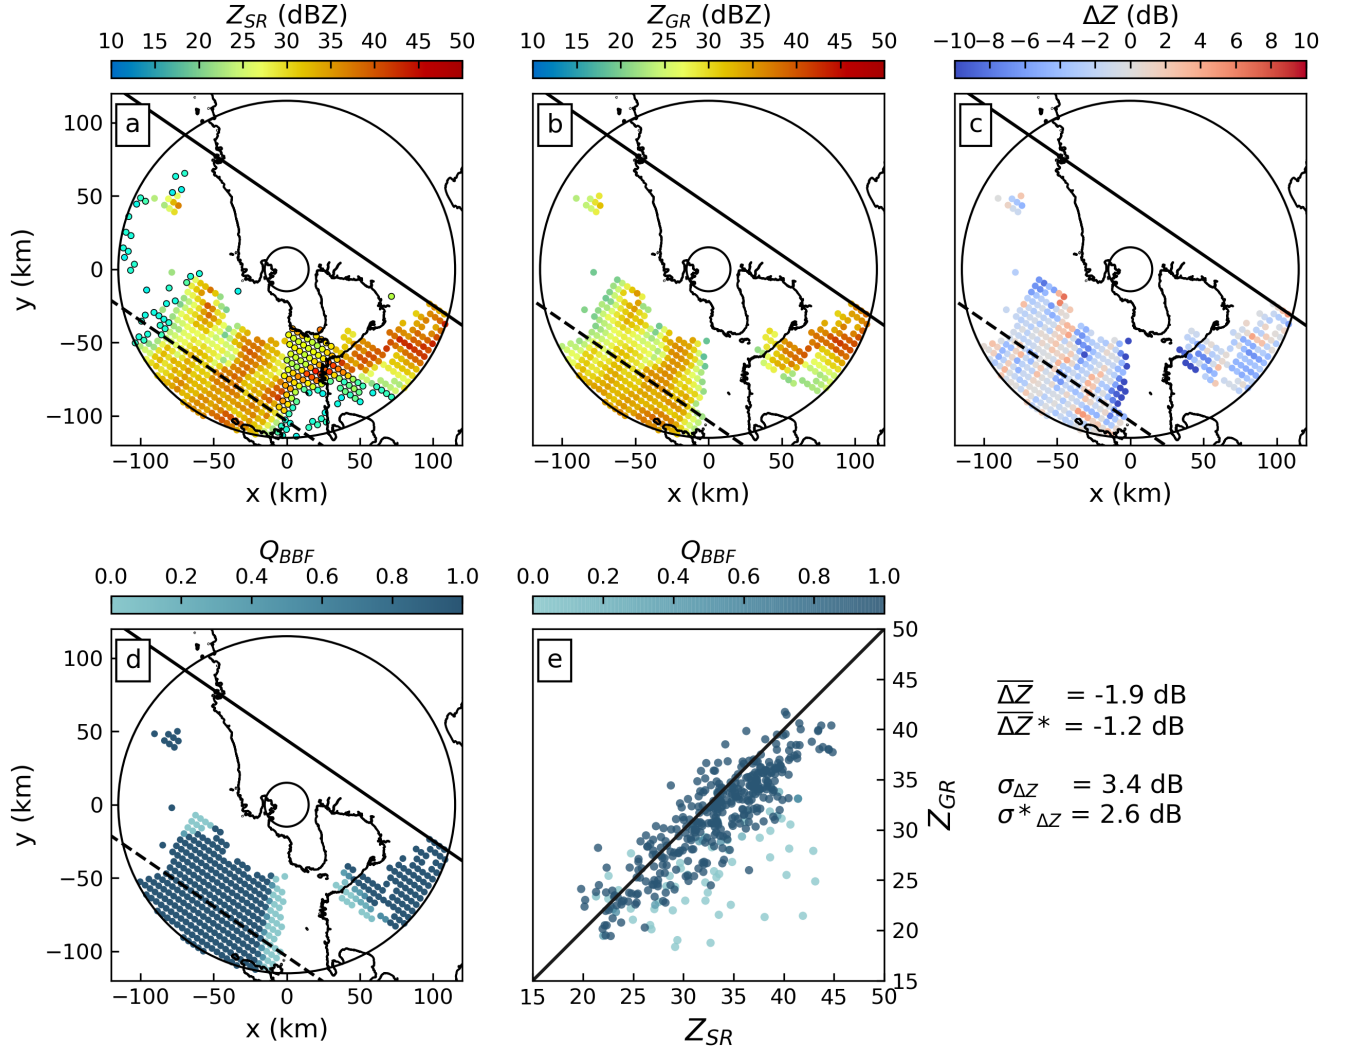 Z_SR (dBZ) Z_GR (dBZ) ΔZ (dB)
10 15 20 25 30 35 40 45 50 10 15 20 25 30 35 40 45 50 −10 −8 −6 −4 −2 0 2 4 6 8 10
a b c
100
50
0
−50
−100
y (km)
−100 −50 0 50 100 −100 −50 0 50 100 −100 −50 0 50 100
x (km) x (km) x (km)
Q_BBF Q_BBF
0.0 0.2 0.4 0.6 0.8 1.0 0.0 0.2 0.4 0.6 0.8 1.0
d e
100
50
0
−50
−100
y (km)
50
45
40
35
30
25
20
15
Z_GR
−100 −50 0 50 100 15 20 25 30 35 40 45 50
x (km) Z_SR
Δ̅Z̅ = -1.9 dB
Δ̅Z̅* = -1.2 dB
σ_ΔZ = 3.4 dB
σ*_ΔZ = 2.6 dB